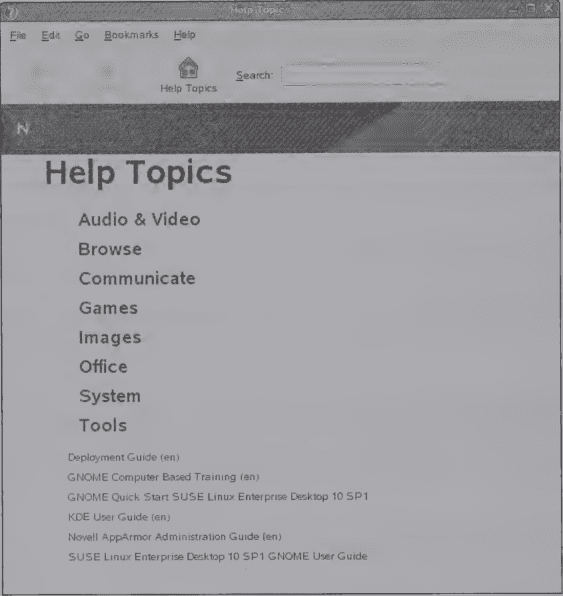 Help Topics
File Edit Go Bookmarks Help
Help Topics
Search:
N
Help Topics
Audio & Video
Browse
Communicate
Games
Images
Office
System
Tools
Deployment Guide (en)
GNOME Computer Based Training (en)
GNOME Quick Start SUSE Linux Enterprise Desktop 10 SP1
KDE User Guide (en)
Novell AppArmor Administration Guide (en)
SUSE Linux Enterprise Desktop 10 SP1 GNOME User Guide